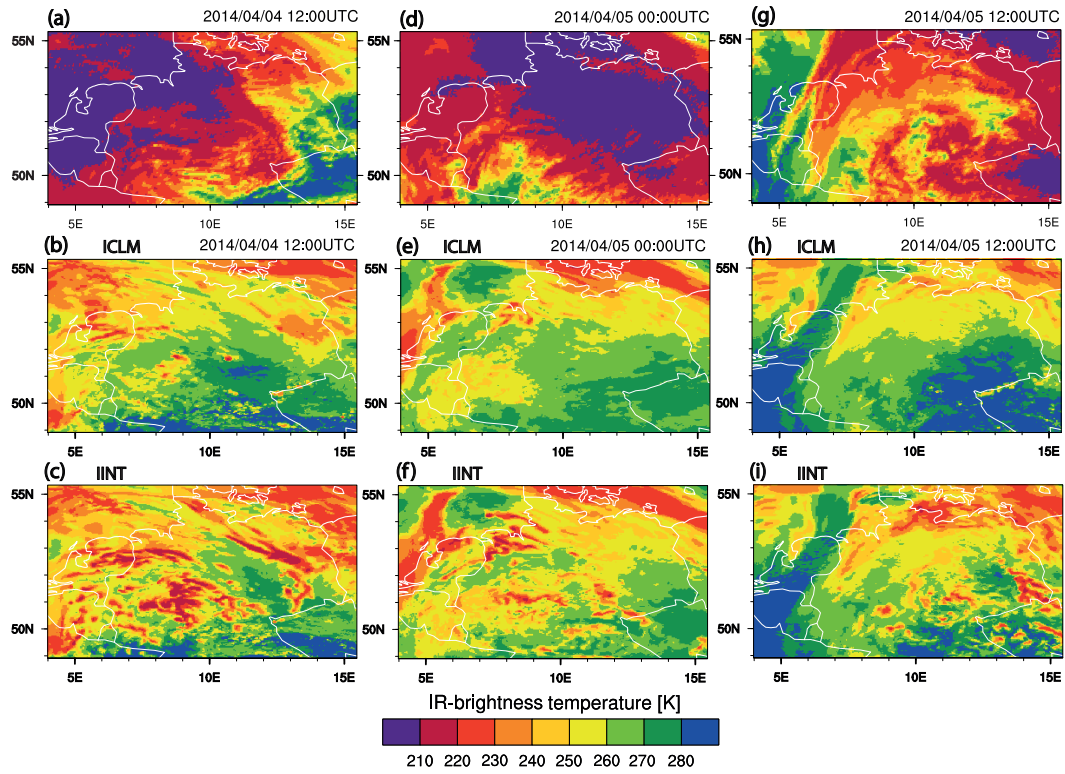 (a) 2014/04/04 12:00UTC
55N
50N
5E 10E 15E
(d) 2014/04/05 00:00UTC
55N
50N
5E 10E 15E
(g) 2014/04/05 12:00UTC
55N
50N
5E 10E 15E
(b) ICLM 2014/04/04 12:00UTC
55N
50N
5E 10E 15E
(e) ICLM 2014/04/05 00:00UTC
55N
50N
5E 10E 15E
(h) ICLM 2014/04/05 12:00UTC
55N
50N
5E 10E 15E
(c) IINT
55N
50N
5E 10E 15E
(f) IINT
55N
50N
5E 10E 15E
(i) IINT
55N
50N
5E 10E 15E
IR-brightness temperature [K]
210 220 230 240 250 260 270 280